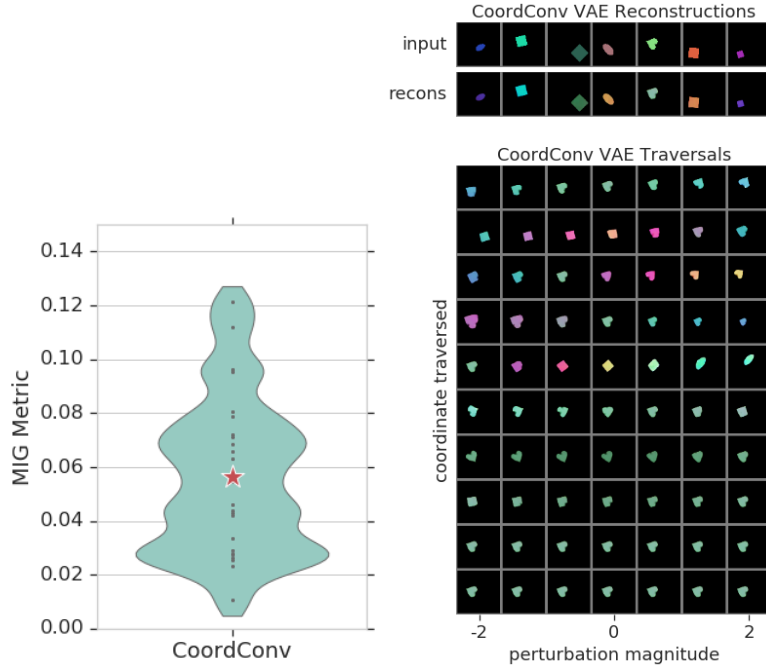 CoordConv VAE Reconstructions
input
recons
CoordConv VAE Traversals
coordinate traversed
-2 0 2
perturbation magnitude
MIG Metric
0.14
0.12
0.10
0.08
0.06
0.04
0.02
0.00
CoordConv